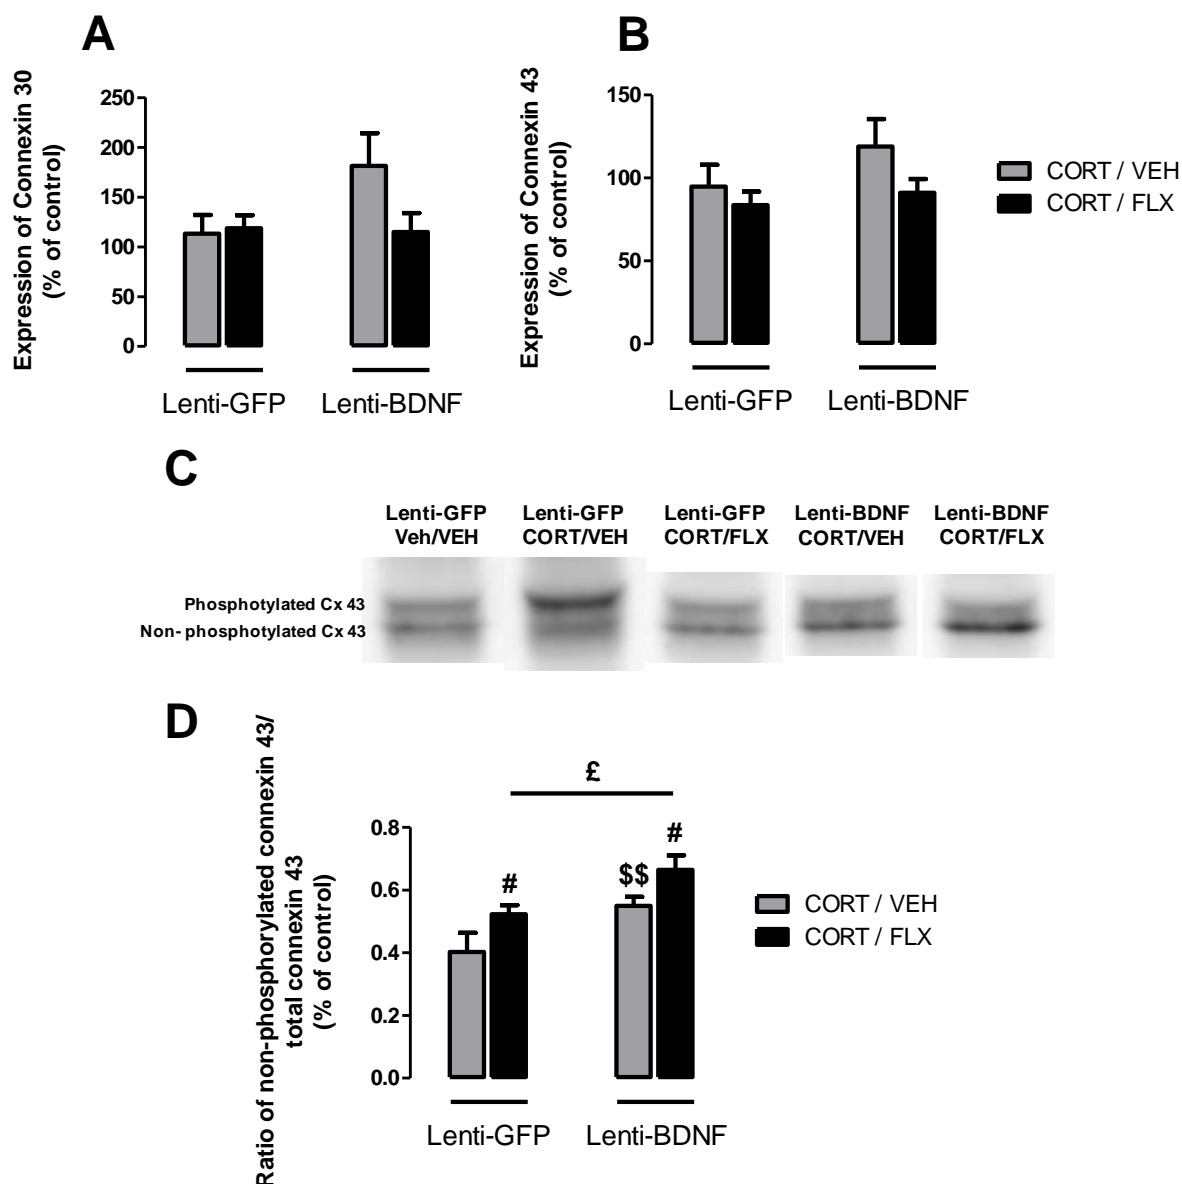 A
Expression of Connexin 30
(% of control)
250
200
150
100
50
0
Lenti-GFP
Lenti-BDNF
B
Expression of Connexin 43
(% of control)
150
100
50
0
Lenti-GFP
Lenti-BDNF
CORT / VEH
CORT / FLX
C
Lenti-GFP
Veh/VEH
Lenti-GFP
CORT/VEH
Lenti-GFP
CORT/FLX
Lenti-BDNF
CORT/VEH
Lenti-BDNF
CORT/FLX
Phosphotylated Cx 43
Non- phosphotylated Cx 43
D
Ratio of non-phosphorylated connexin 43/
total connexin 43
(% of control)
0.8
0.6
0.4
0.2
0.0
£
#
$$
#
Lenti-GFP
Lenti-BDNF
CORT / VEH
CORT / FLX